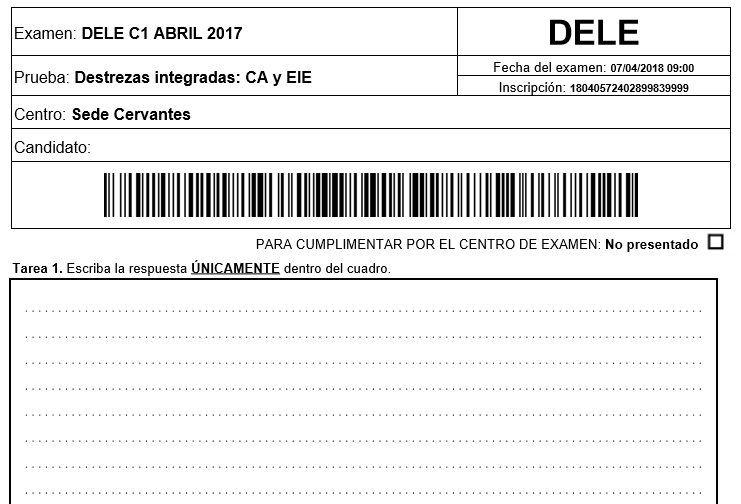 Examen: DELE C1 ABRIL 2017
DELE
Prueba: Destrezas integradas: CA y EIE
Fecha del examen: 07/04/2018 09:00
Inscripción: 18040572402899839999
Centro: Sede Cervantes
Candidato:
PARA CUMPLIMENTAR POR EL CENTRO DE EXAMEN: No presentado
Tarea 1. Escriba la respuesta ÚNICAMENTE dentro del cuadro.